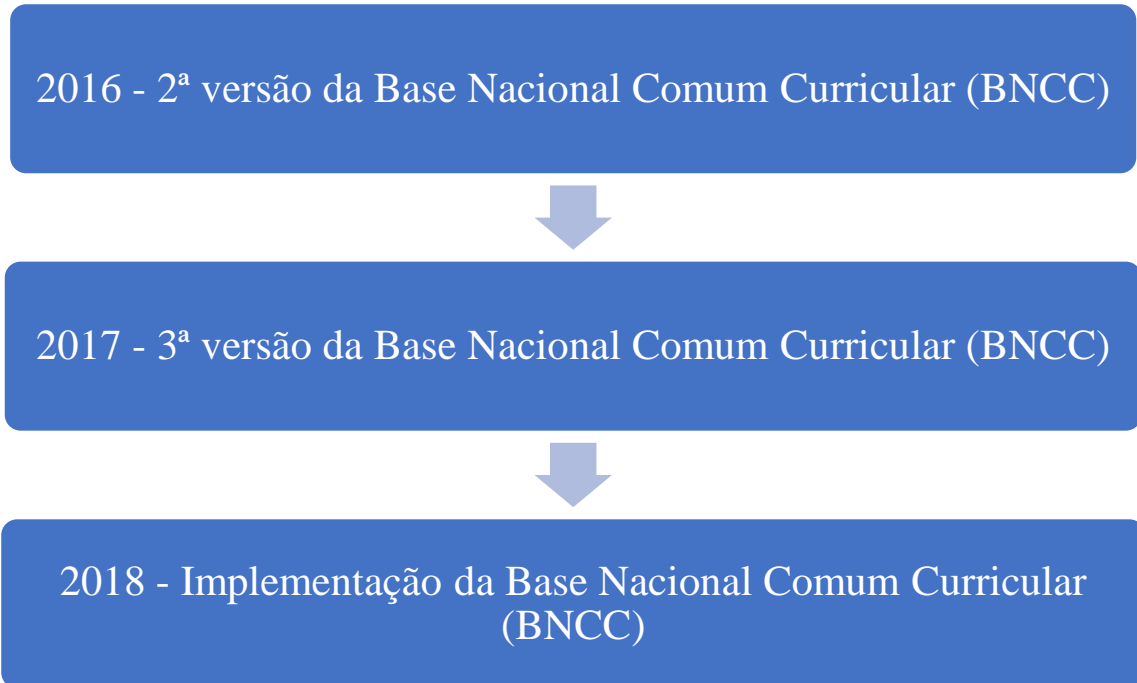 2016 - 2ª versão da Base Nacional Comum Curricular (BNCC)
2017 - 3ª versão da Base Nacional Comum Curricular (BNCC)
2018 - Implementação da Base Nacional Comum Curricular
(BNCC)